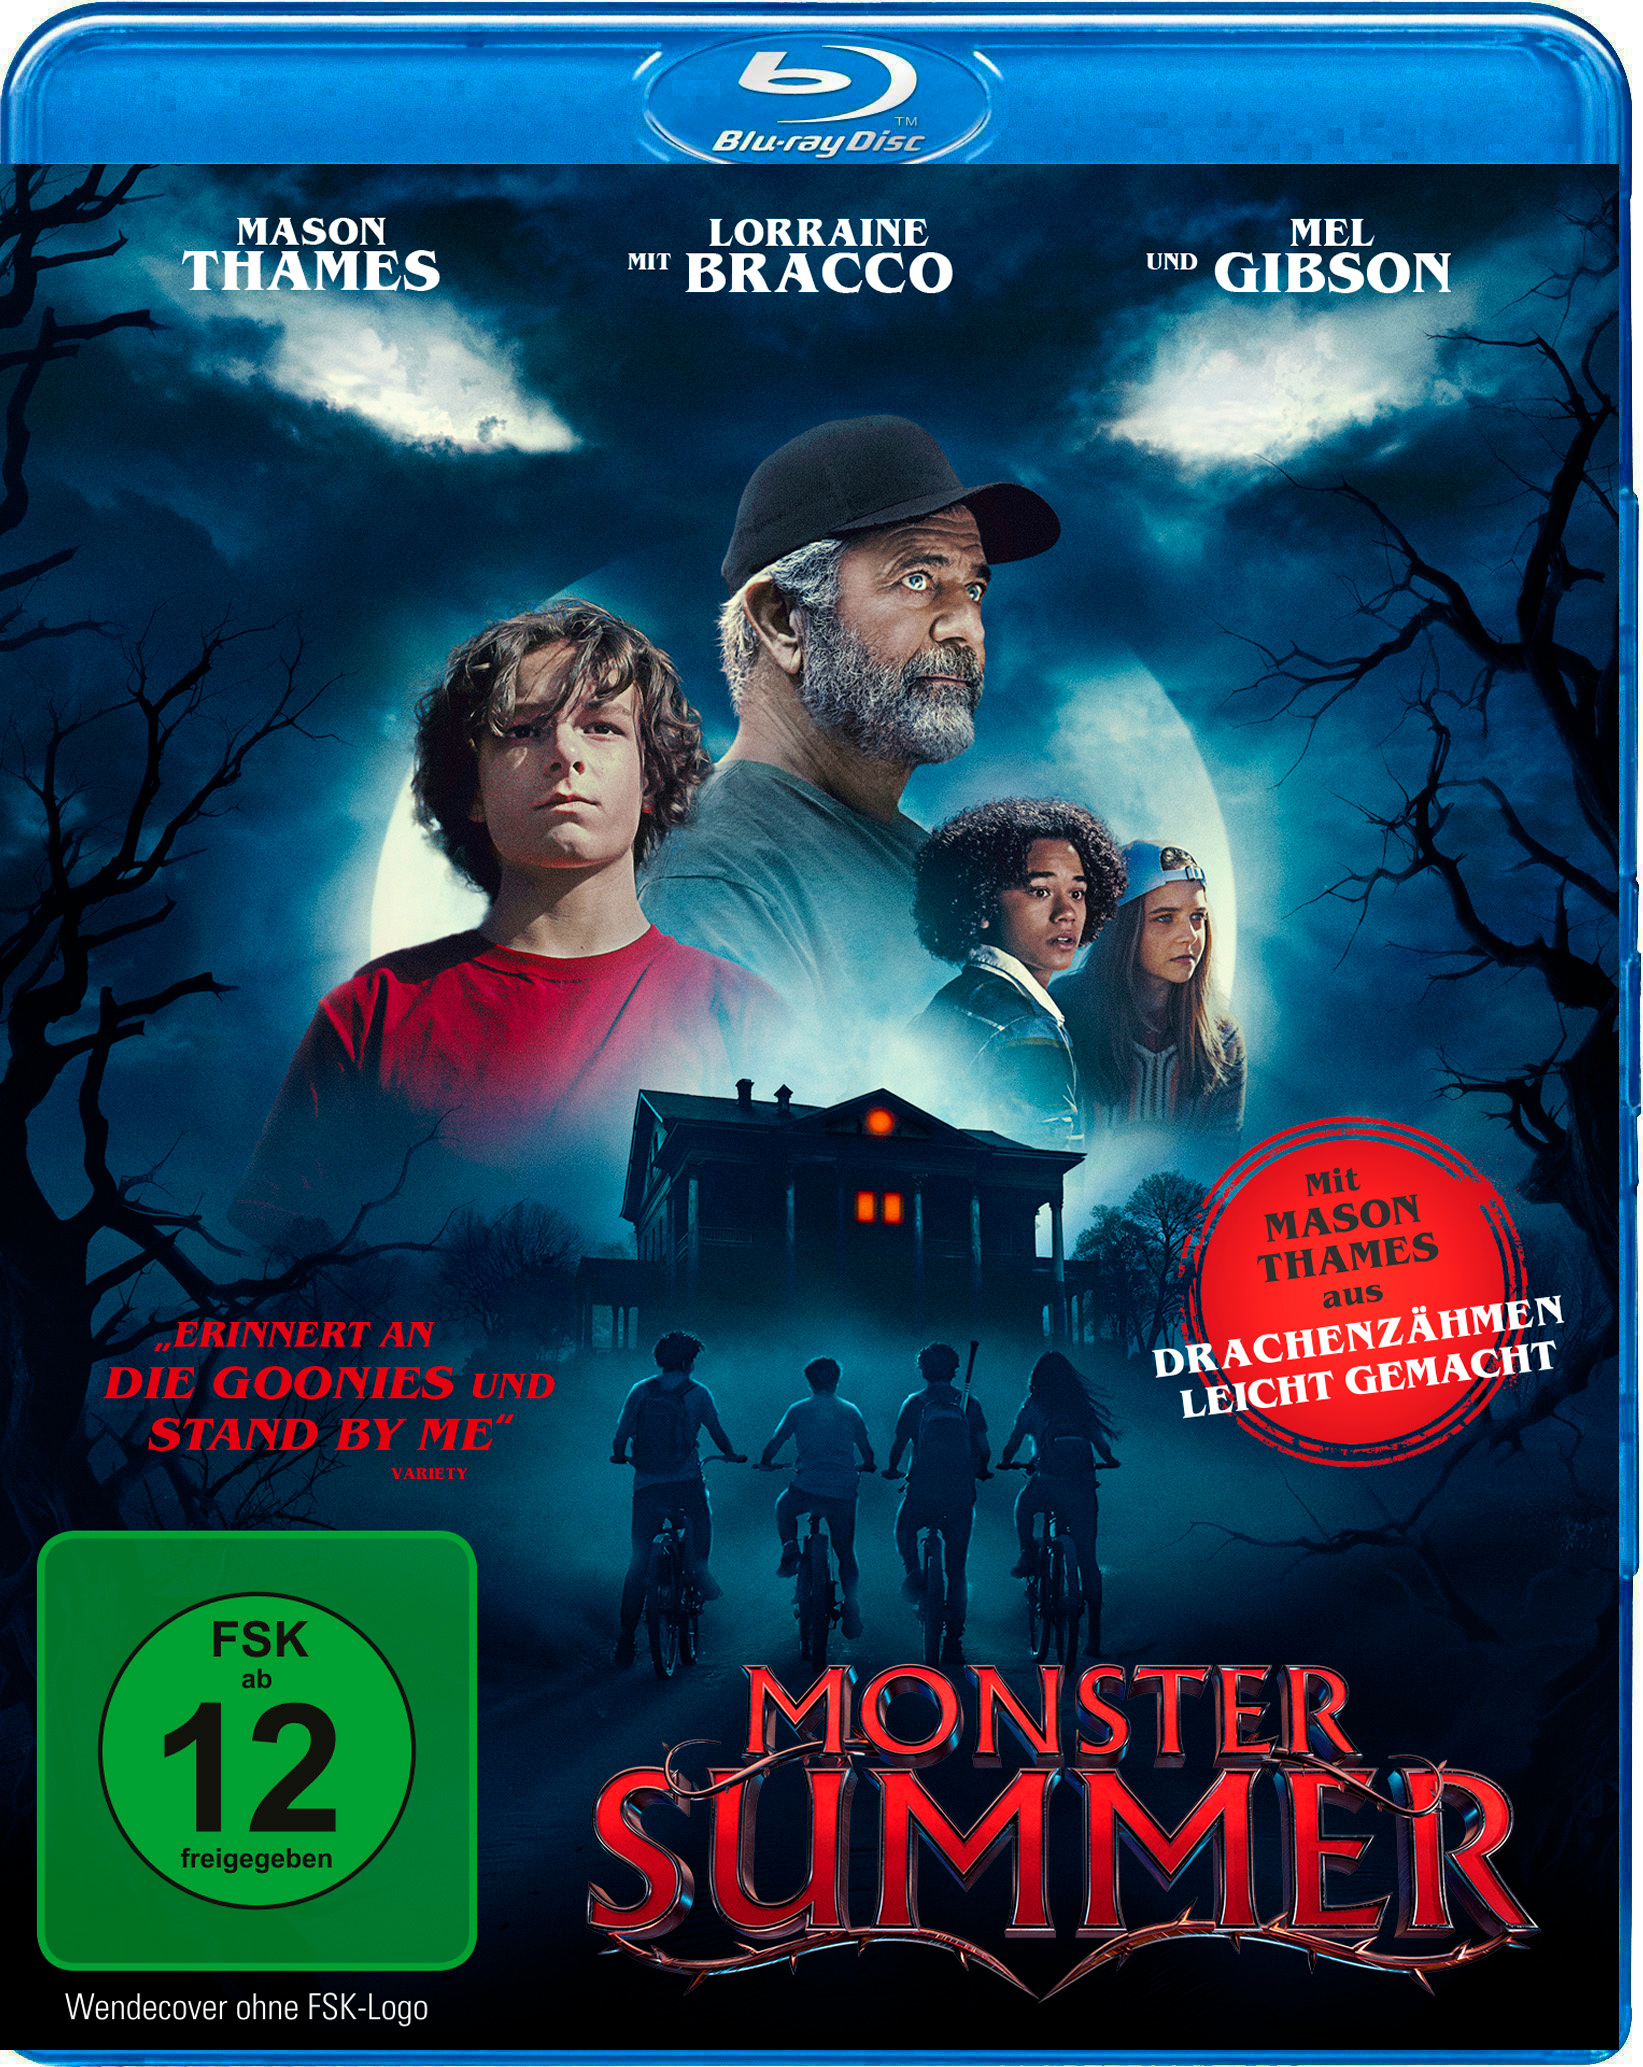 Blu-ray Disc
TM
MASON
THAMES
LORRAINE
MIT BRACCO
MEL
UND GIBSON
Mit
MASON
THAMES
aus
DRACHENZÄHMEN
LEICHT GEMACHT
„ERINNERT AN
DIE GOONIES UND
STAND BY ME“
VARIETY
FSK
ab
12
freigegeben
MONSTER
SUMMER
Wendecover ohne FSK-Logo